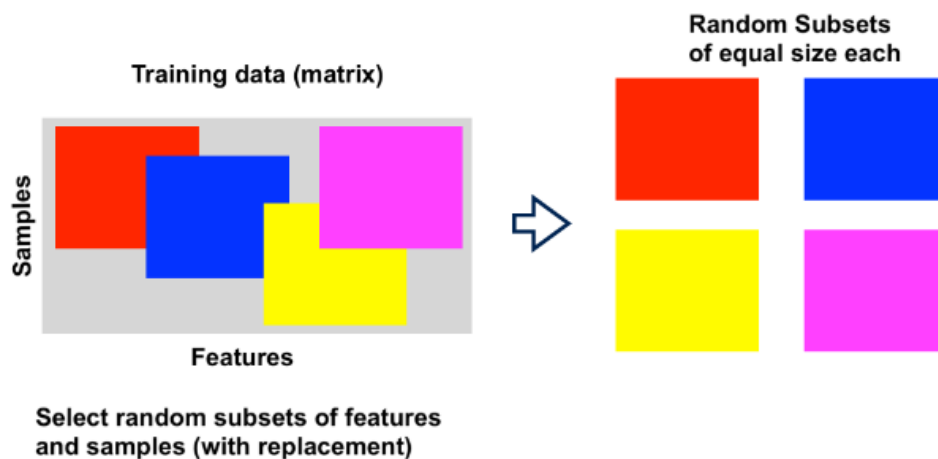 Training data (matrix)
Samples
Features
Select random subsets of features
and samples (with replacement)
Random Subsets
of equal size each